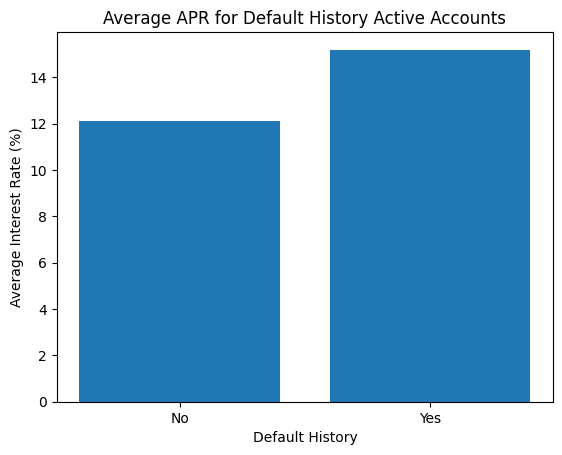 Average APR for Default History Active Accounts
14
12
10
8
6
4
2
0
Average Interest Rate (%)
No Yes
Default History